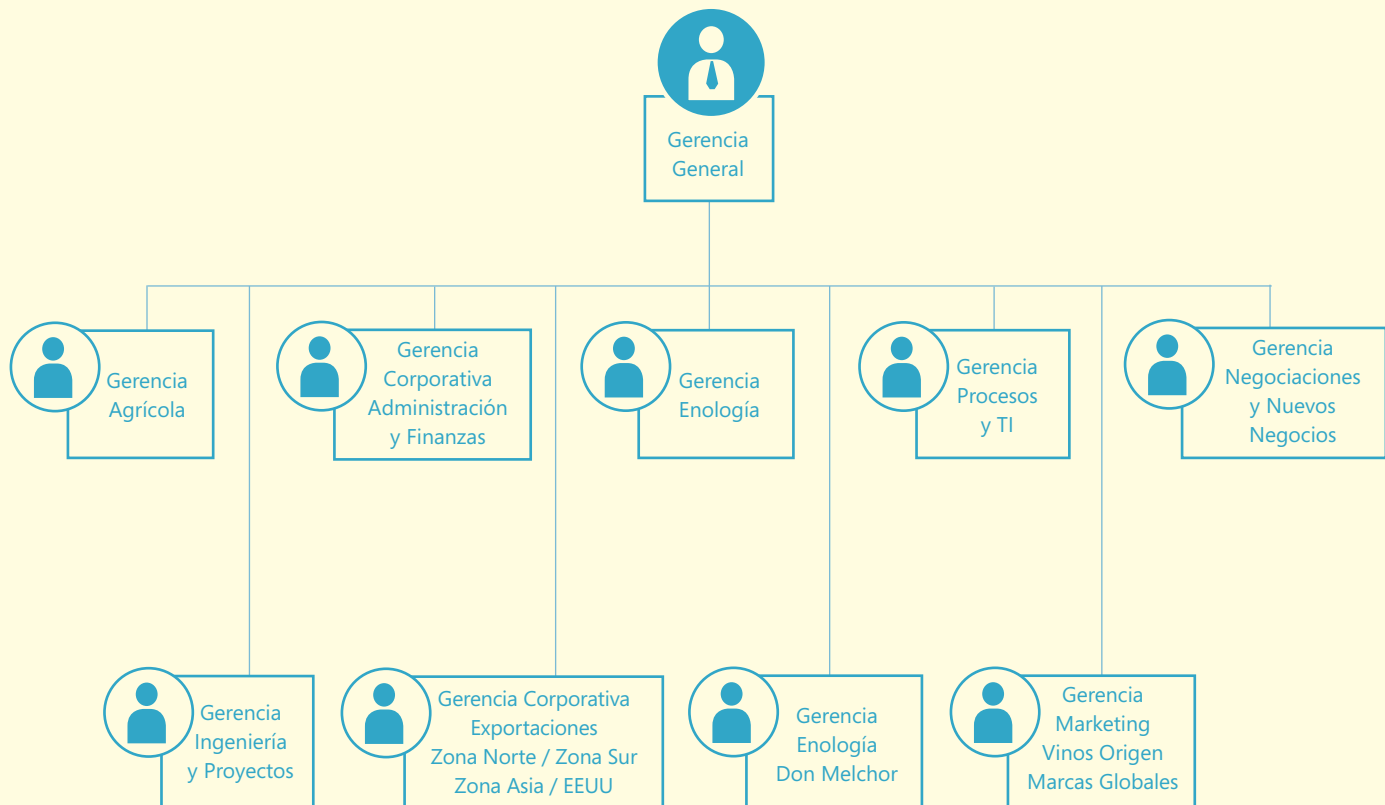 Gerencia
General
Gerencia
Agrícola
Gerencia
Corporativa
Administración
y Finanzas
Gerencia
Enología
Gerencia
Procesos
y TI
Gerencia
Negociaciones
y Nuevos
Negocios
Gerencia
Ingeniería
y Proyectos
Gerencia Corporativa
Exportaciones
Zona Norte / Zona Sur
Zona Asia / EEUU
Gerencia
Enología
Don Melchor
Gerencia
Marketing
Vinos Origen
Marcas Globales